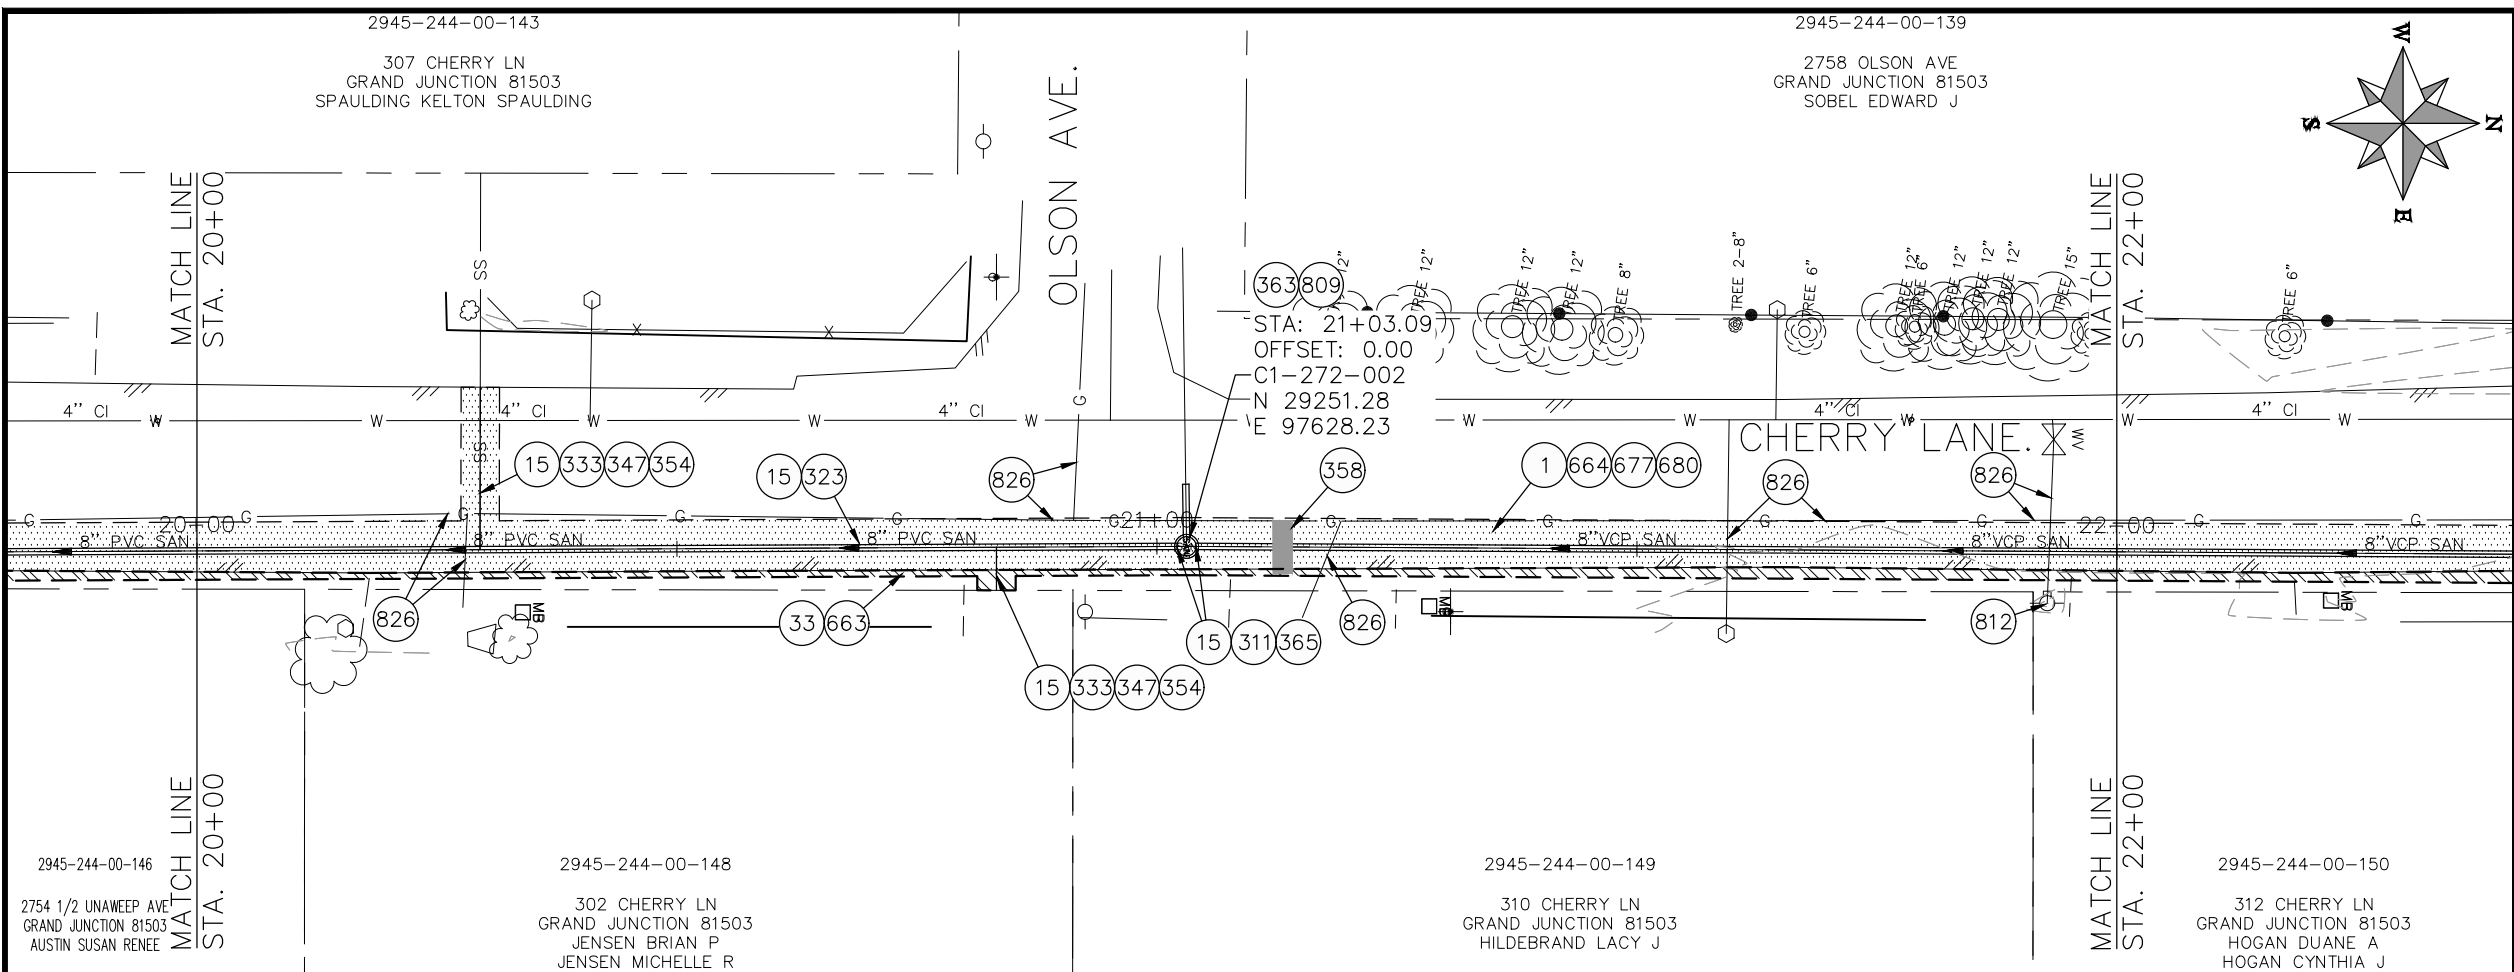 2945-244-00-143
307 CHERRY LN
GRAND JUNCTION 81503
SPAULDING KELTON SPAULDING
2945-244-00-139
2758 OLSON AVE
GRAND JUNCTION 81503
SOBEL EDWARD J
W
N
S
E
OLSON AVE.
MATCH LINE
STA. 20+00
MATCH LINE
STA. 22+00
SS
X
X
363 809
12"
TREE 12"
TREE 12"
TREE 12"
TREE 8"
TREE 2-8"
TREE 6"
TREE 12"
TREE 6"
TREE 12"
TREE 12"
TREE 12"
TREE 15"
TREE 6"
STA: 21+03.09
OFFSET: 0.00
C1-272-002
N 29251.28
E 97628.23
4'' CI
W
W
4'' CI
W
W
4'' CI
W
G
W
W
4'' CI
W
W
4'' CI
W
CHERRY LANE.
WV
SS
15 333 347 354
15 323
826
358
1 664 677 680
826
826
G
20+00
G
G
G
G
G
21+00
G
G
G
G
22+00
G
G
8'' PVC SAN
8'' PVC SAN
8'' PVC SAN
8''VCP SAN
8''VCP SAN
8''VCP SAN
826
MB
33 663
15 311 365
826
MB
812
MB
15 333 347 354
MATCH LINE
STA. 20+00
MATCH LINE
STA. 22+00
2945-244-00-146
2754 1/2 UNAWEEP AVE
GRAND JUNCTION 81503
AUSTIN SUSAN RENEE
2945-244-00-148
302 CHERRY LN
GRAND JUNCTION 81503
JENSEN BRIAN P
JENSEN MICHELLE R
2945-244-00-149
310 CHERRY LN
GRAND JUNCTION 81503
HILDEBRAND LACY J
2945-244-00-150
312 CHERRY LN
GRAND JUNCTION 81503
HOGAN DUANE A
HOGAN CYNTHIA J